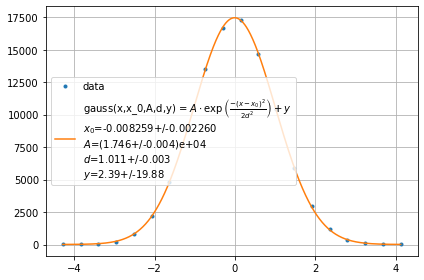 17500
15000
12500
10000
7500
5000
2500
0
data
gauss(x,x_0,A,d,y) = A · exp(−(x−x₀)²/2d²) + y
x₀=-0.008259+/-0.002260
A=(1.746+/-0.004)e+04
d=1.011+/-0.003
y=2.39+/-19.88
−4 −2 0 2 4